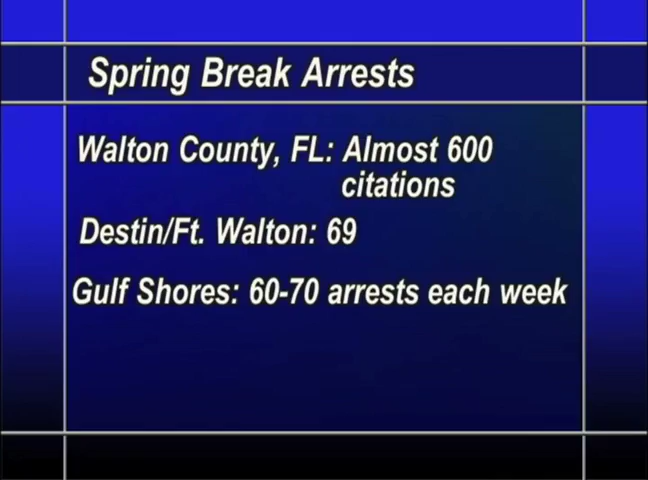 Spring Break Arrests
Walton County, FL: Almost 600
citations
Destin/Ft. Walton: 69
Gulf Shores: 60-70 arrests each week